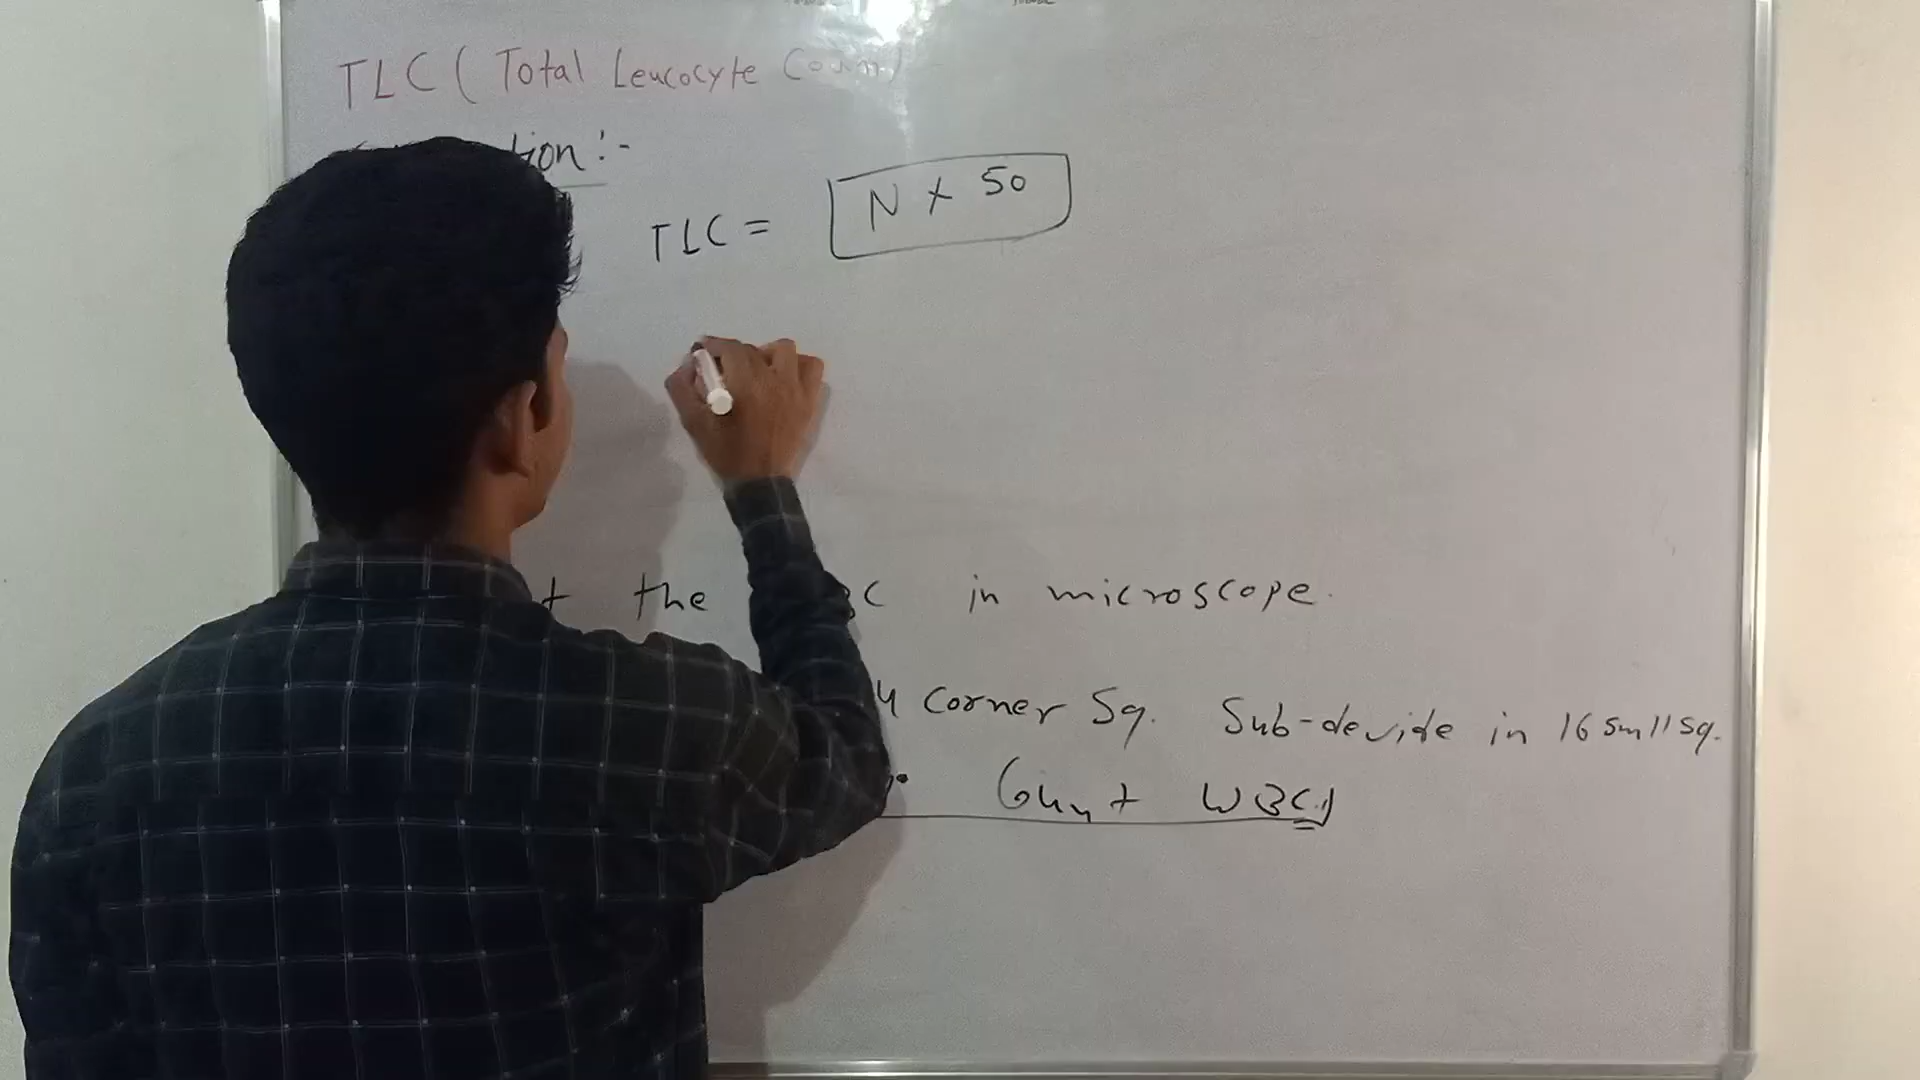 TLC ( Total Leucocyte Count)
tion :-
TLC = N x 50
the in microscope.
4 Corner Sq. Sub-devide in 16 Smll sq.
Count WBCs